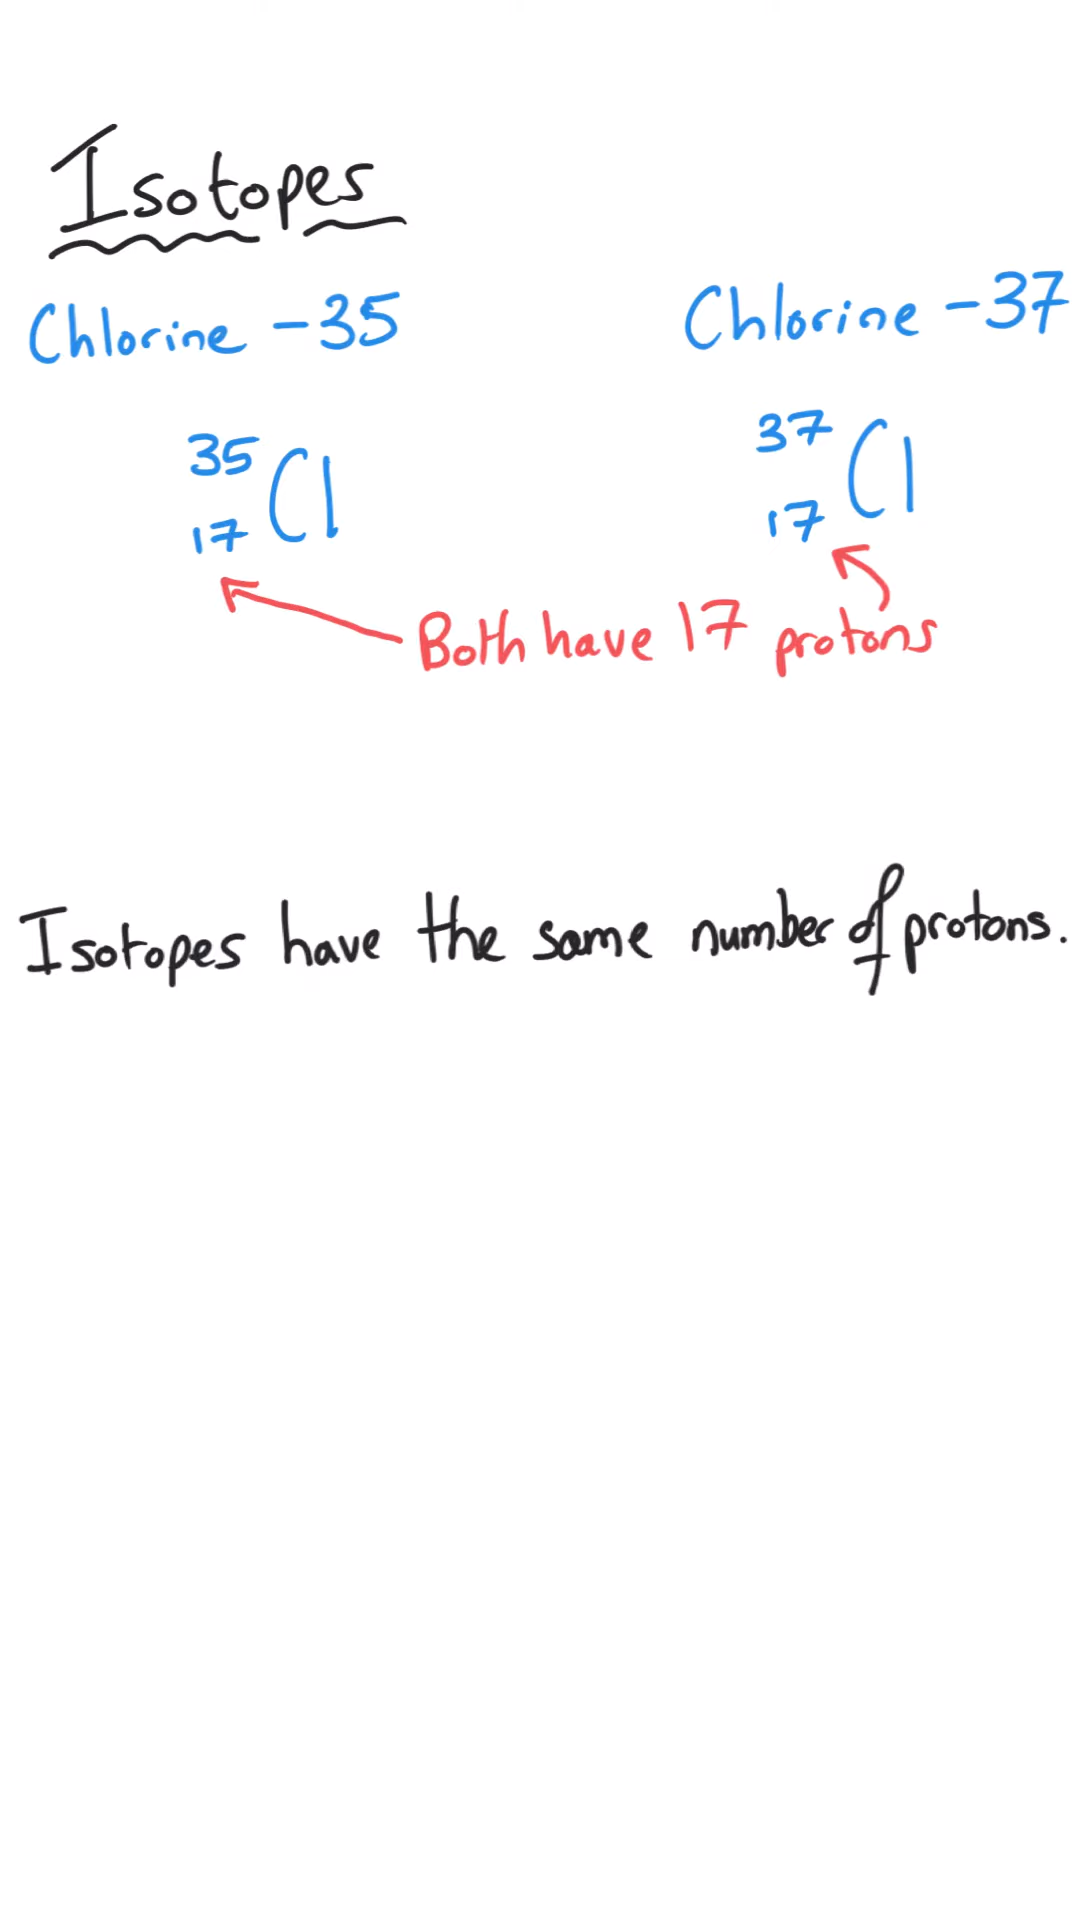 Isotopes
Chlorine -35
Chlorine -37
35
17 Cl
37
17 Cl
Both have 17 protons
Isotopes have the same number of protons.